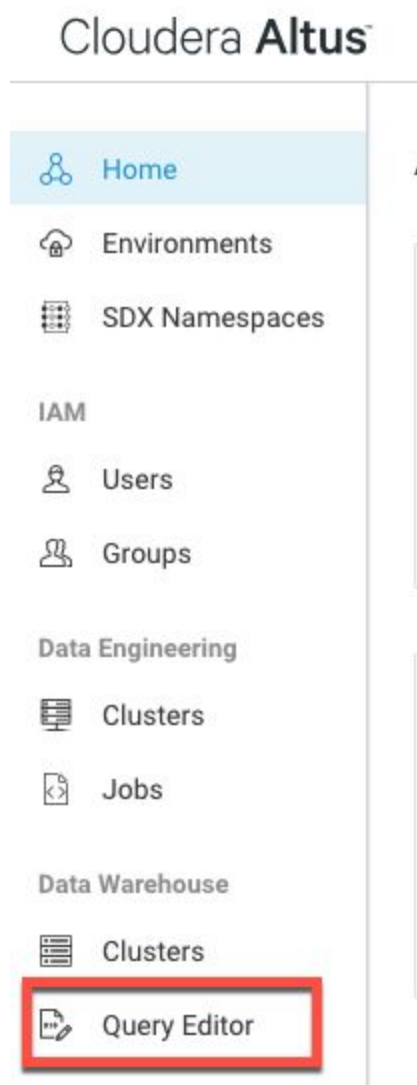 Cloudera Altus
Home
Environments
SDX Namespaces
IAM
Users
Groups
Data Engineering
Clusters
Jobs
Data Warehouse
Clusters
Query Editor